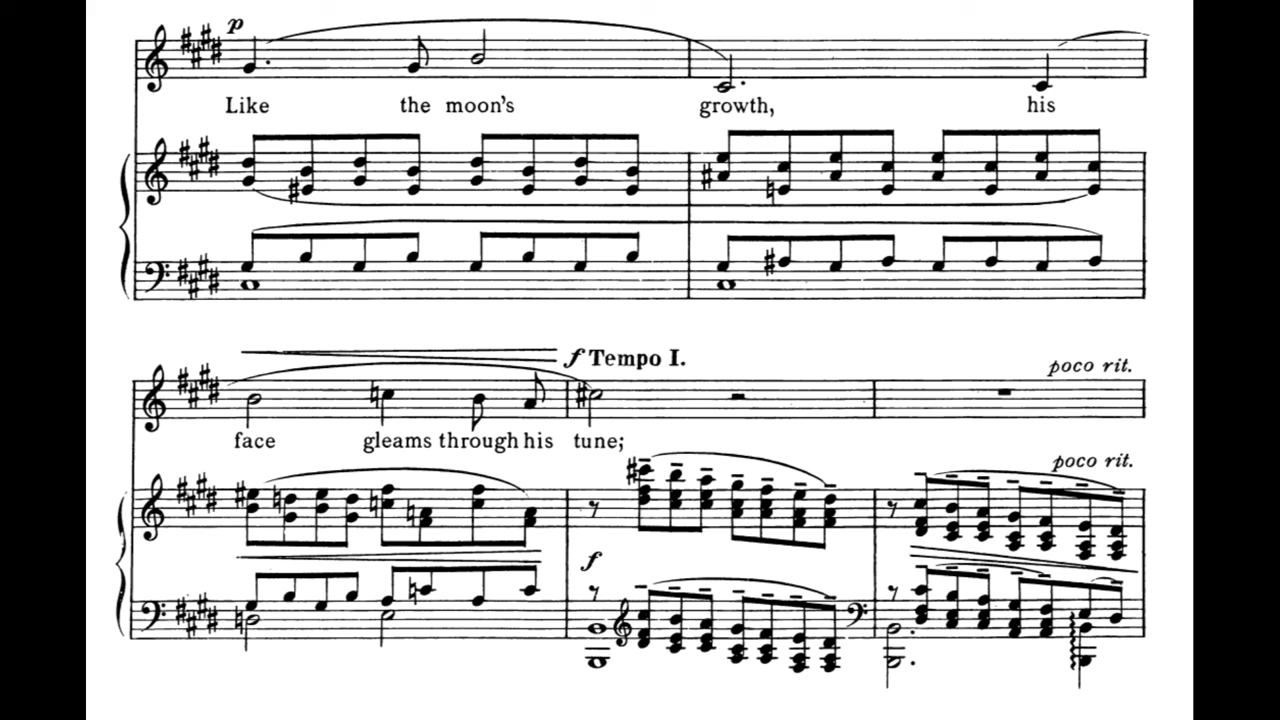 p
Like the moon's growth, his
f Tempo I.
poco rit.
face gleams through his tune;
poco rit.
f